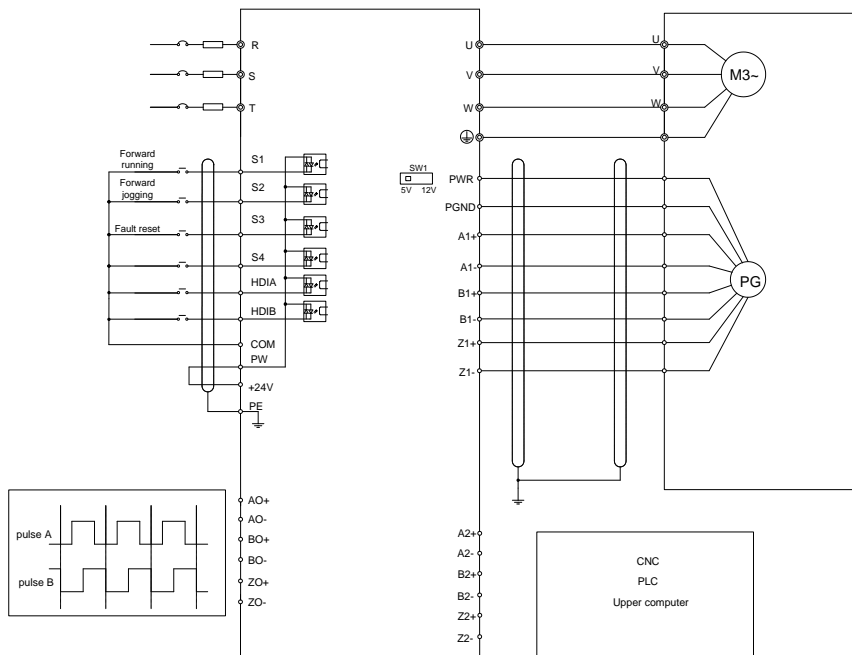 R
S
T
U
V
W
U
V
W
M3~
Forward
running
Forward
jogging
Fault reset
S1
S2
S3
S4
HDIA
HDIB
COM
PW
+24V
PE
SW1
5V 12V
PWR
PGND
A1+
A1-
B1+
B1-
Z1+
Z1-
PG
pulse A
pulse B
AO+
AO-
BO+
BO-
ZO+
ZO-
A2+
A2-
B2+
B2-
Z2+
Z2-
CNC
PLC
Upper computer